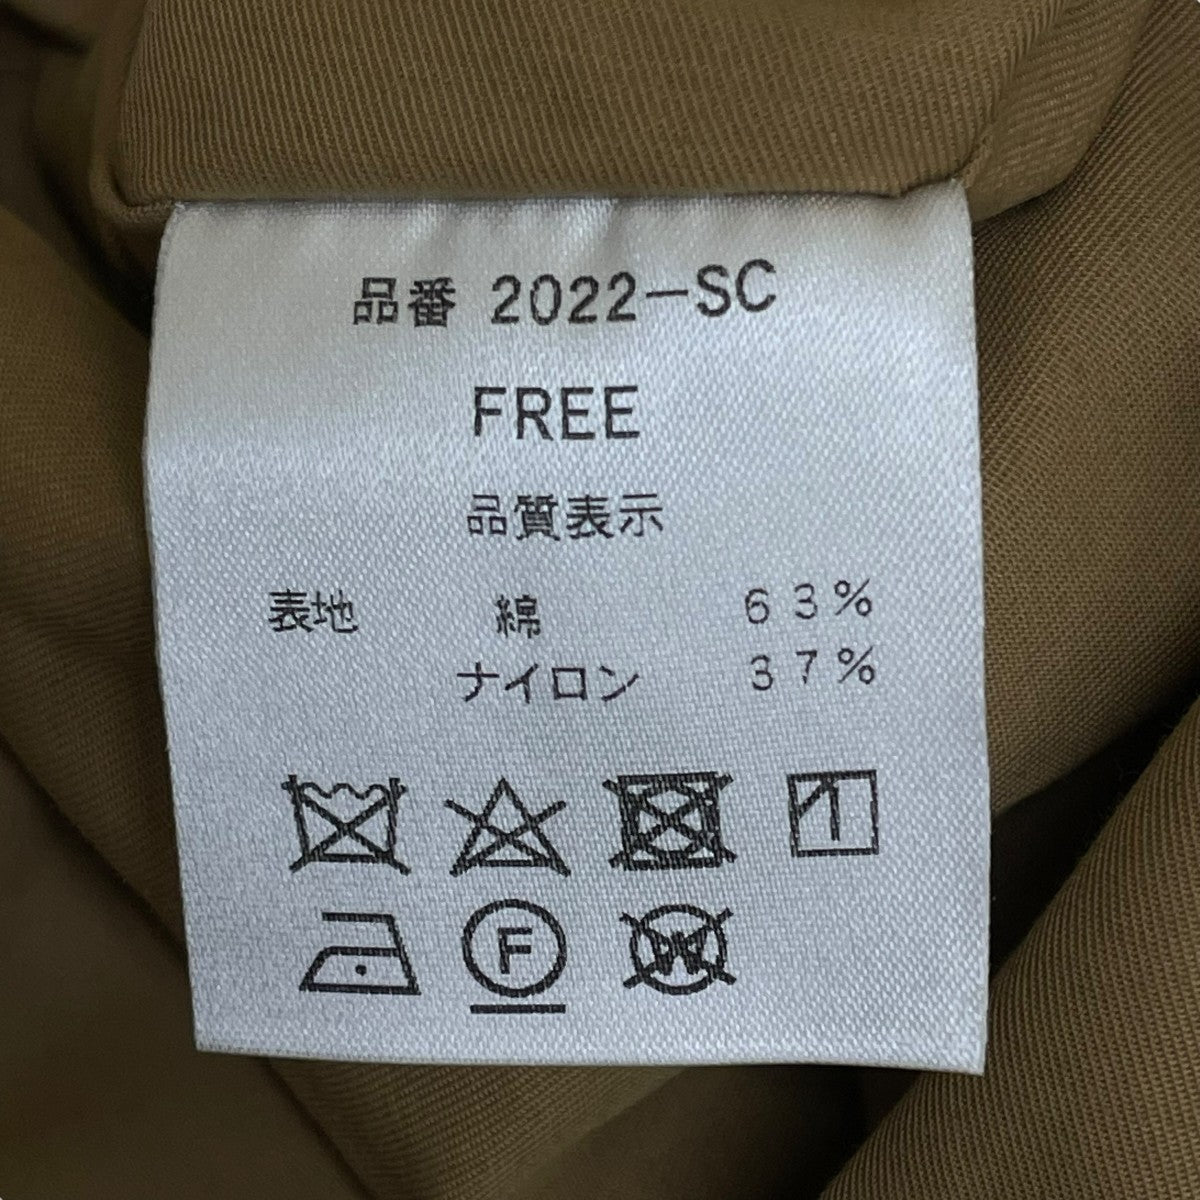 品番 2022-SC
FREE
品質表示
表地 綿 63%
ナイロン 37%
F
W